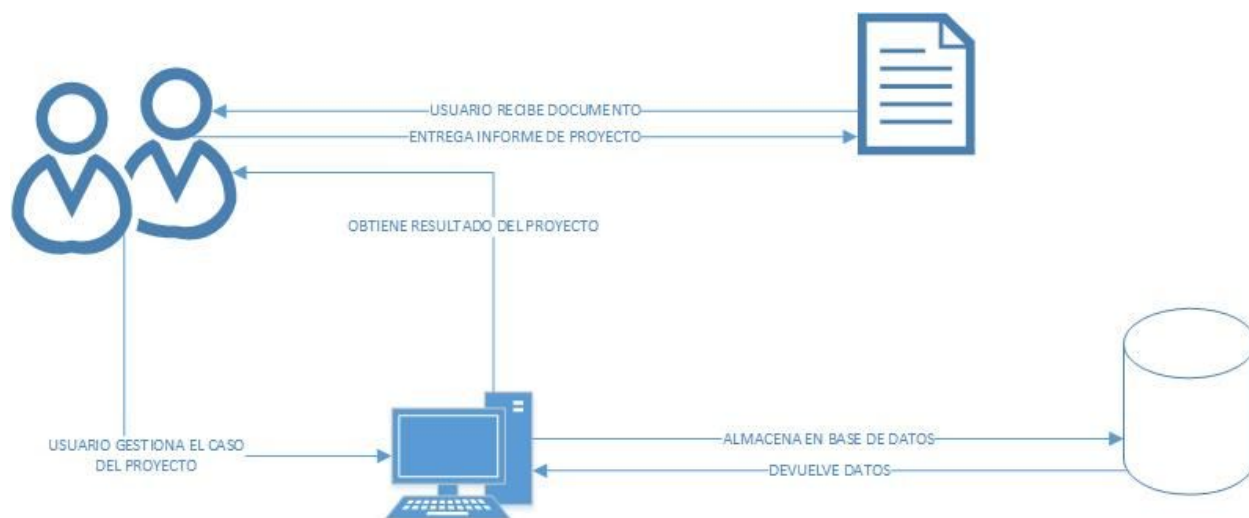 USUARIO RECIBE DOCUMENTO
ENTREGA INFORME DE PROYECTO
OBTIENE RESULTADO DEL PROYECTO
USUARIO GESTIONA EL CASO
DEL PROYECTO
ALMACENA EN BASE DE DATOS
DEVUELVE DATOS